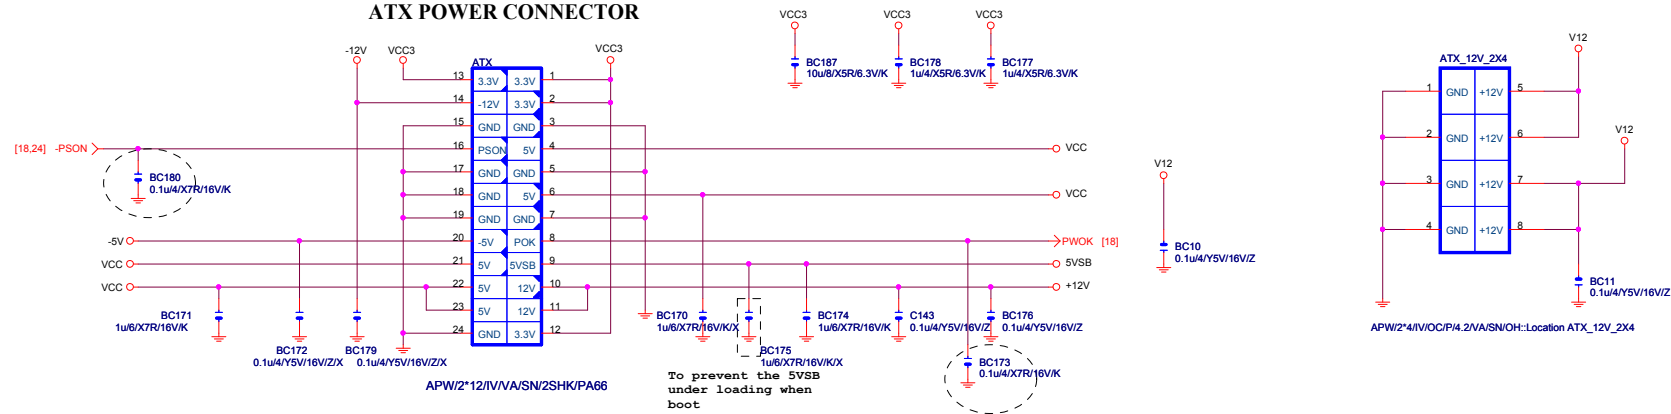 ATX POWER CONNECTOR
VCC3
VCC3
VCC3
BC187
10u/8/X5R/6.3V/K
BC178
1u/4/X5R/6.3V/K
BC177
1u/4/X5R/6.3V/K
-12V
VCC3
VCC3
ATX
13 3.3V 3.3V 1
14 -12V 3.3V 2
15 GND GND 3
16 PSON 5V 4
17 GND GND 5
18 GND 5V 6
19 GND GND 7
20 -5V POK 8
21 5V 5VSB 9
22 5V 12V 10
23 5V 12V 11
24 GND 3.3V 12
[18,24] -PSON
BC180
0.1u/4/X7R/16V/K
-5V
VCC
VCC
VCC
VCC
PWOK [18]
5VSB
+12V
BC171
1u/6/X7R/16V/K
BC172
0.1u/4/Y5V/16V/Z/X
BC179
0.1u/4/Y5V/16V/Z/X
BC170
1u/6/X7R/16V/K/X
BC175
1u/6/X7R/16V/K/X
BC174
1u/6/X7R/16V/K
C143
0.1u/4/Y5V/16V/Z
BC176
0.1u/4/Y5V/16V/Z
BC173
0.1u/4/X7R/16V/K
APW/2*12/IV/VA/SN/2SHK/PA66
To prevent the 5VSB
under loading when
boot
V12
BC10
0.1u/4/Y5V/16V/Z
ATX_12V_2X4
V12
1 GND +12V 5
2 GND +12V 6
3 GND +12V 7
4 GND +12V 8
V12
BC11
0.1u/4/Y5V/16V/Z
APW/2*4/IV/OC/P/4.2/VA/SN/OH::Location ATX_12V_2X4